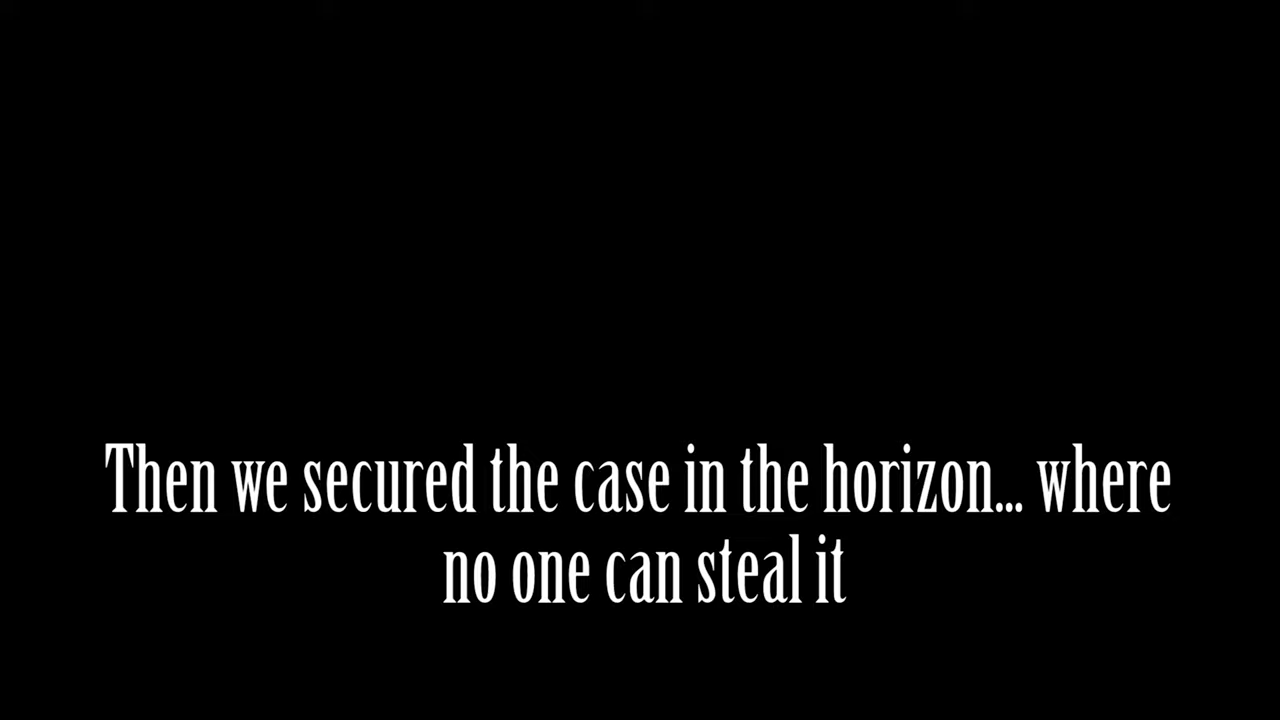 Then we secured the case in the horizon... where
no one can steal it